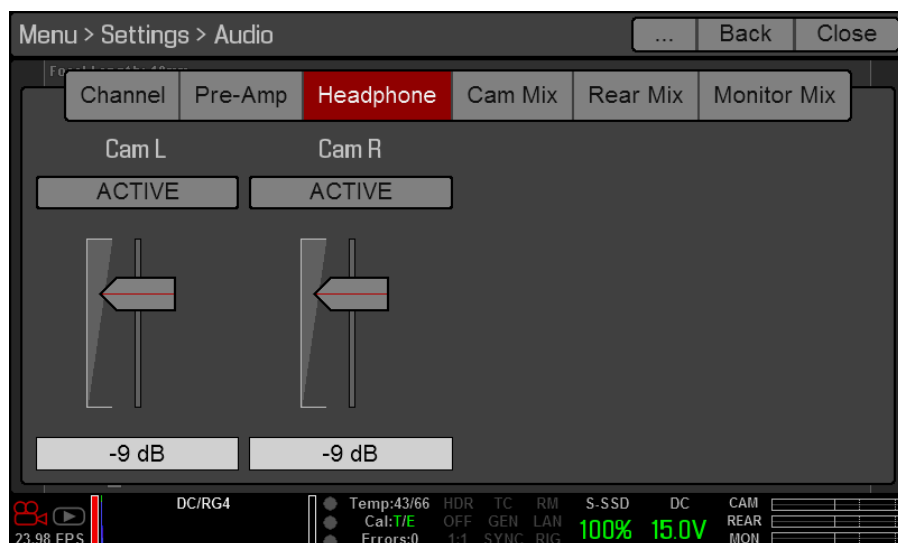 Menu > Settings > Audio ... Back Close
Channel Pre-Amp Headphone Cam Mix Rear Mix Monitor Mix
Cam L Cam R
ACTIVE ACTIVE
-9 dB -9 dB
DC/RG4 Temp:43/66 HDR TC RM S-SSD DC CAM
Cal:T/E OFF GEN LAN 100% 15.0V REAR
23.98 FPS Errors:0 1:1 SYNC RIG MON